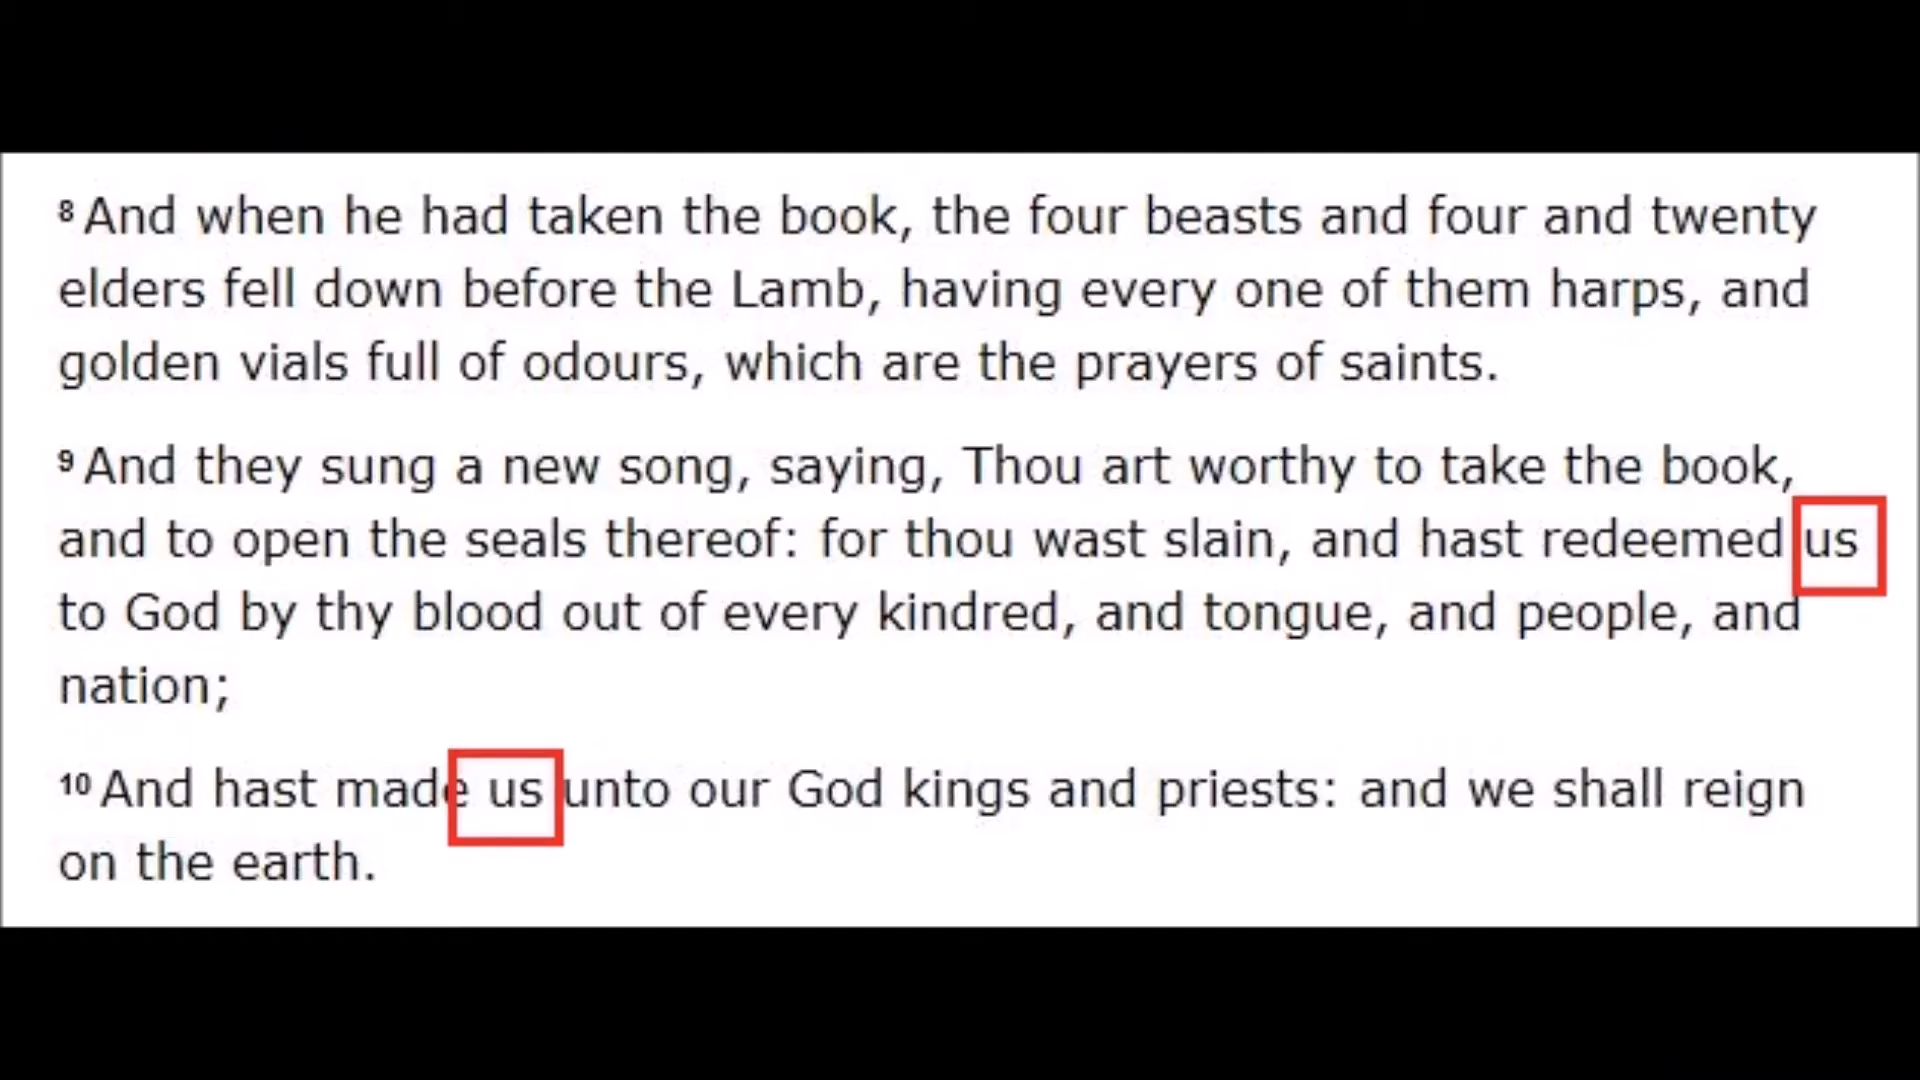 8 And when he had taken the book, the four beasts and four and twenty
elders fell down before the Lamb, having every one of them harps, and
golden vials full of odours, which are the prayers of saints.
9 And they sung a new song, saying, Thou art worthy to take the book,
and to open the seals thereof: for thou wast slain, and hast redeemed us
to God by thy blood out of every kindred, and tongue, and people, and
nation;
10 And hast made us unto our God kings and priests: and we shall reign
on the earth.